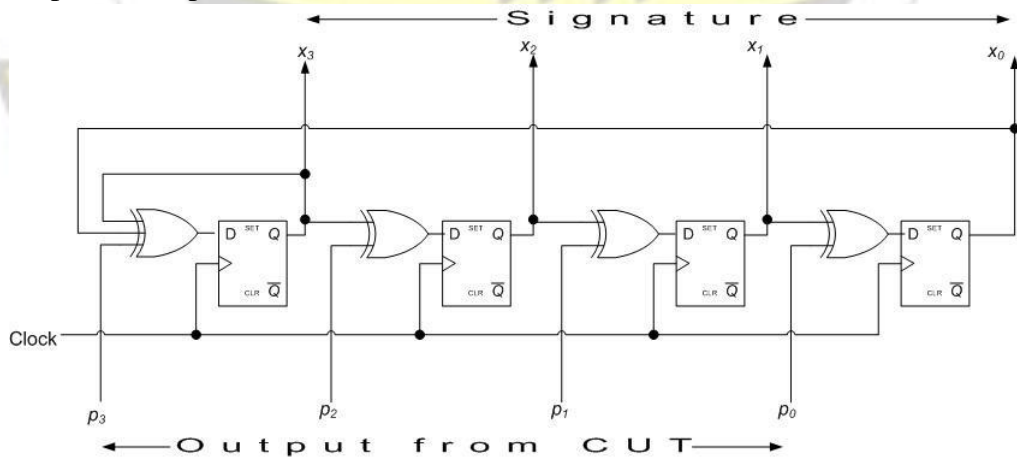 Signature
x3 x2 x1 x0
D SET Q D SET Q D SET Q D SET Q
CLR Q̅ CLR Q̅ CLR Q̅ CLR Q̅
Clock
p3 p2 p1 p0
Output from CUT